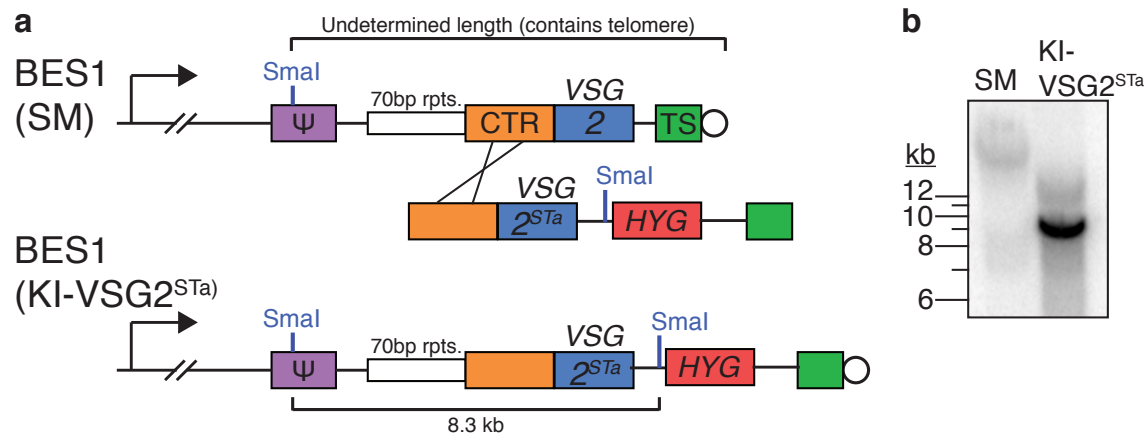 a
Undetermined length (contains telomere)
BES1
(SM)
SmaI
Ψ
70bp rpts.
CTR
VSG
2
TS
VSG
2STa
SmaI
HYG
BES1
(KI-VSG2STa)
SmaI
Ψ
70bp rpts.
VSG
2STa
SmaI
HYG
8.3 kb
b
SM
KI-
VSG2STa
kb
12
10
8
6